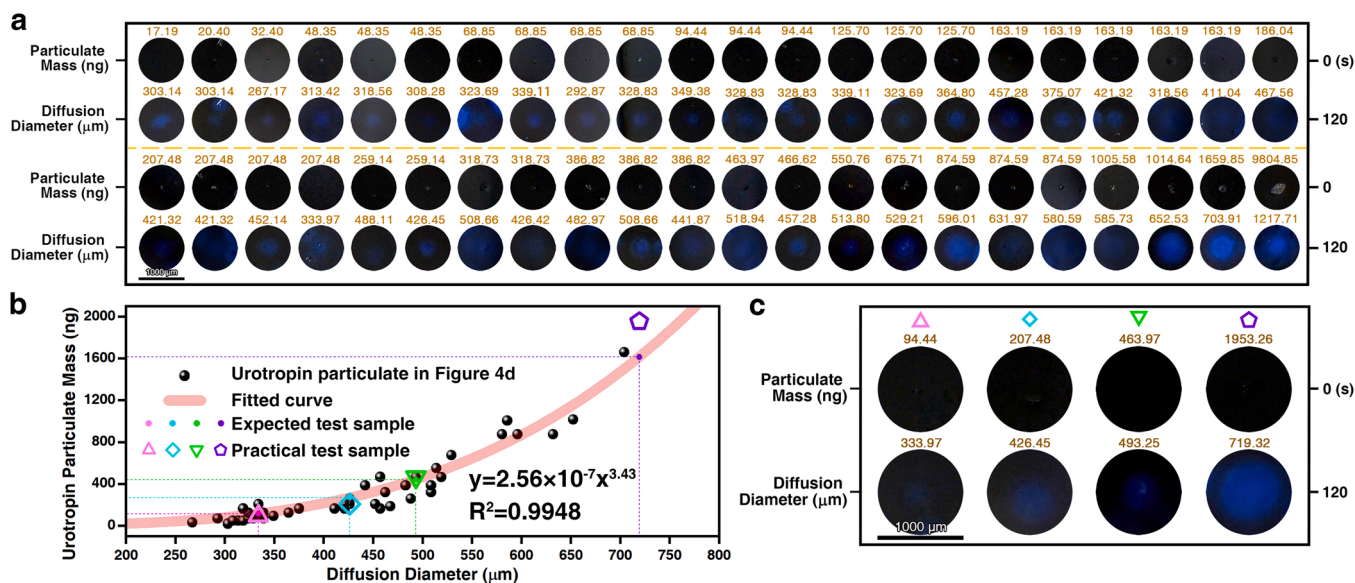 a
17.19 20.40 32.40 48.35 48.35 48.35 68.85 68.85 68.85 68.85 94.44 94.44 94.44 125.70 125.70 125.70 163.19 163.19 163.19 163.19 163.19 186.04
Particulate
Mass (ng)
0 (s)
303.14 303.14 267.17 313.42 318.56 308.28 323.69 339.11 292.87 328.83 349.38 328.83 328.83 339.11 323.69 364.80 457.28 375.07 421.32 318.56 411.04 467.56
Diffusion
Diameter (μm)
120
207.48 207.48 207.48 207.48 259.14 259.14 318.73 318.73 386.82 386.82 386.82 463.97 466.62 550.76 675.71 874.59 874.59 874.59 1005.58 1014.64 1659.85 9804.85
Particulate
Mass (ng)
0
421.32 421.32 452.14 333.97 488.11 426.45 508.66 426.42 482.97 508.66 441.87 518.94 457.28 513.80 529.21 596.01 631.97 580.59 585.73 652.53 703.91 1217.71
Diffusion
Diameter (μm)
120
1000 μm
b
Urotropin Particulate Mass (ng)
2000
1600
1200
800
400
0
Urotropin particulate in Figure 4d
Fitted curve
Expected test sample
Practical test sample
y=2.56×10⁻⁷x³·⁴³
R²=0.9948
200 250 300 350 400 450 500 550 600 650 700 750 800
Diffusion Diameter (μm)
c
94.44 207.48 463.97 1953.26
Particulate
Mass (ng)
0 (s)
333.97 426.45 493.25 719.32
Diffusion
Diameter (μm)
120
1000 μm